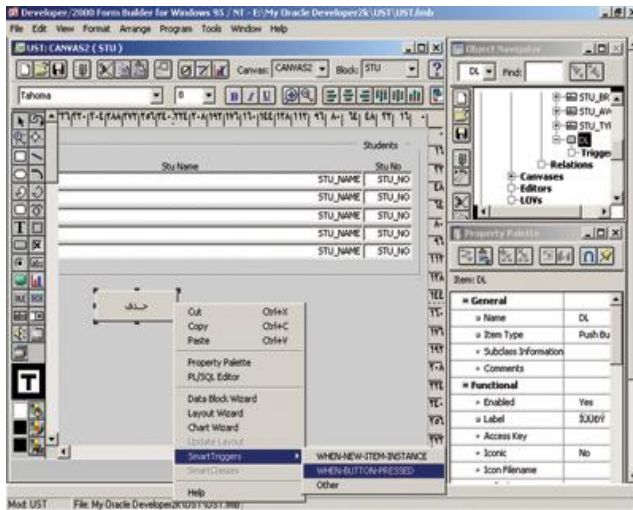 Developer/2000 Form Builder for Windows 95 / NT - E:\My Oracle Developer2k\UST\UST.fmb
File Edit View Format Arrange Program Tools Window Help
UST: CANVAS2 ( STU )
Canvas: CANVAS2 Block: STU
Tahoma 8 B I U
Students
Stu Name Stu No
STU_NAME STU_NO
STU_NAME STU_NO
STU_NAME STU_NO
STU_NAME STU_NO
STU_NAME STU_NO
حذف
Cut Ctrl+X
Copy Ctrl+C
Paste Ctrl+V
Property Palette
PL/SQL Editor
Data Block Wizard
Layout Wizard
Chart Wizard
Update Layout
SmartTriggers
SmartClasses
Help
WHEN-NEW-ITEM-INSTANCE
WHEN-BUTTON-PRESSED
Other
Object Navigator
DL Find:
STU_BR
STU_AV
STU_TYP
DL
Trigge
Relations
Canvases
Editors
LOVs
Property Palette
Item: DL
General
Name DL
Item Type Push Bu
Subclass Information
Comments
Functional
Enabled Yes
Label
Access Key
Iconic No
Icon Filename
Mod: UST File: My Oracle Developer2k\UST\UST.fmb